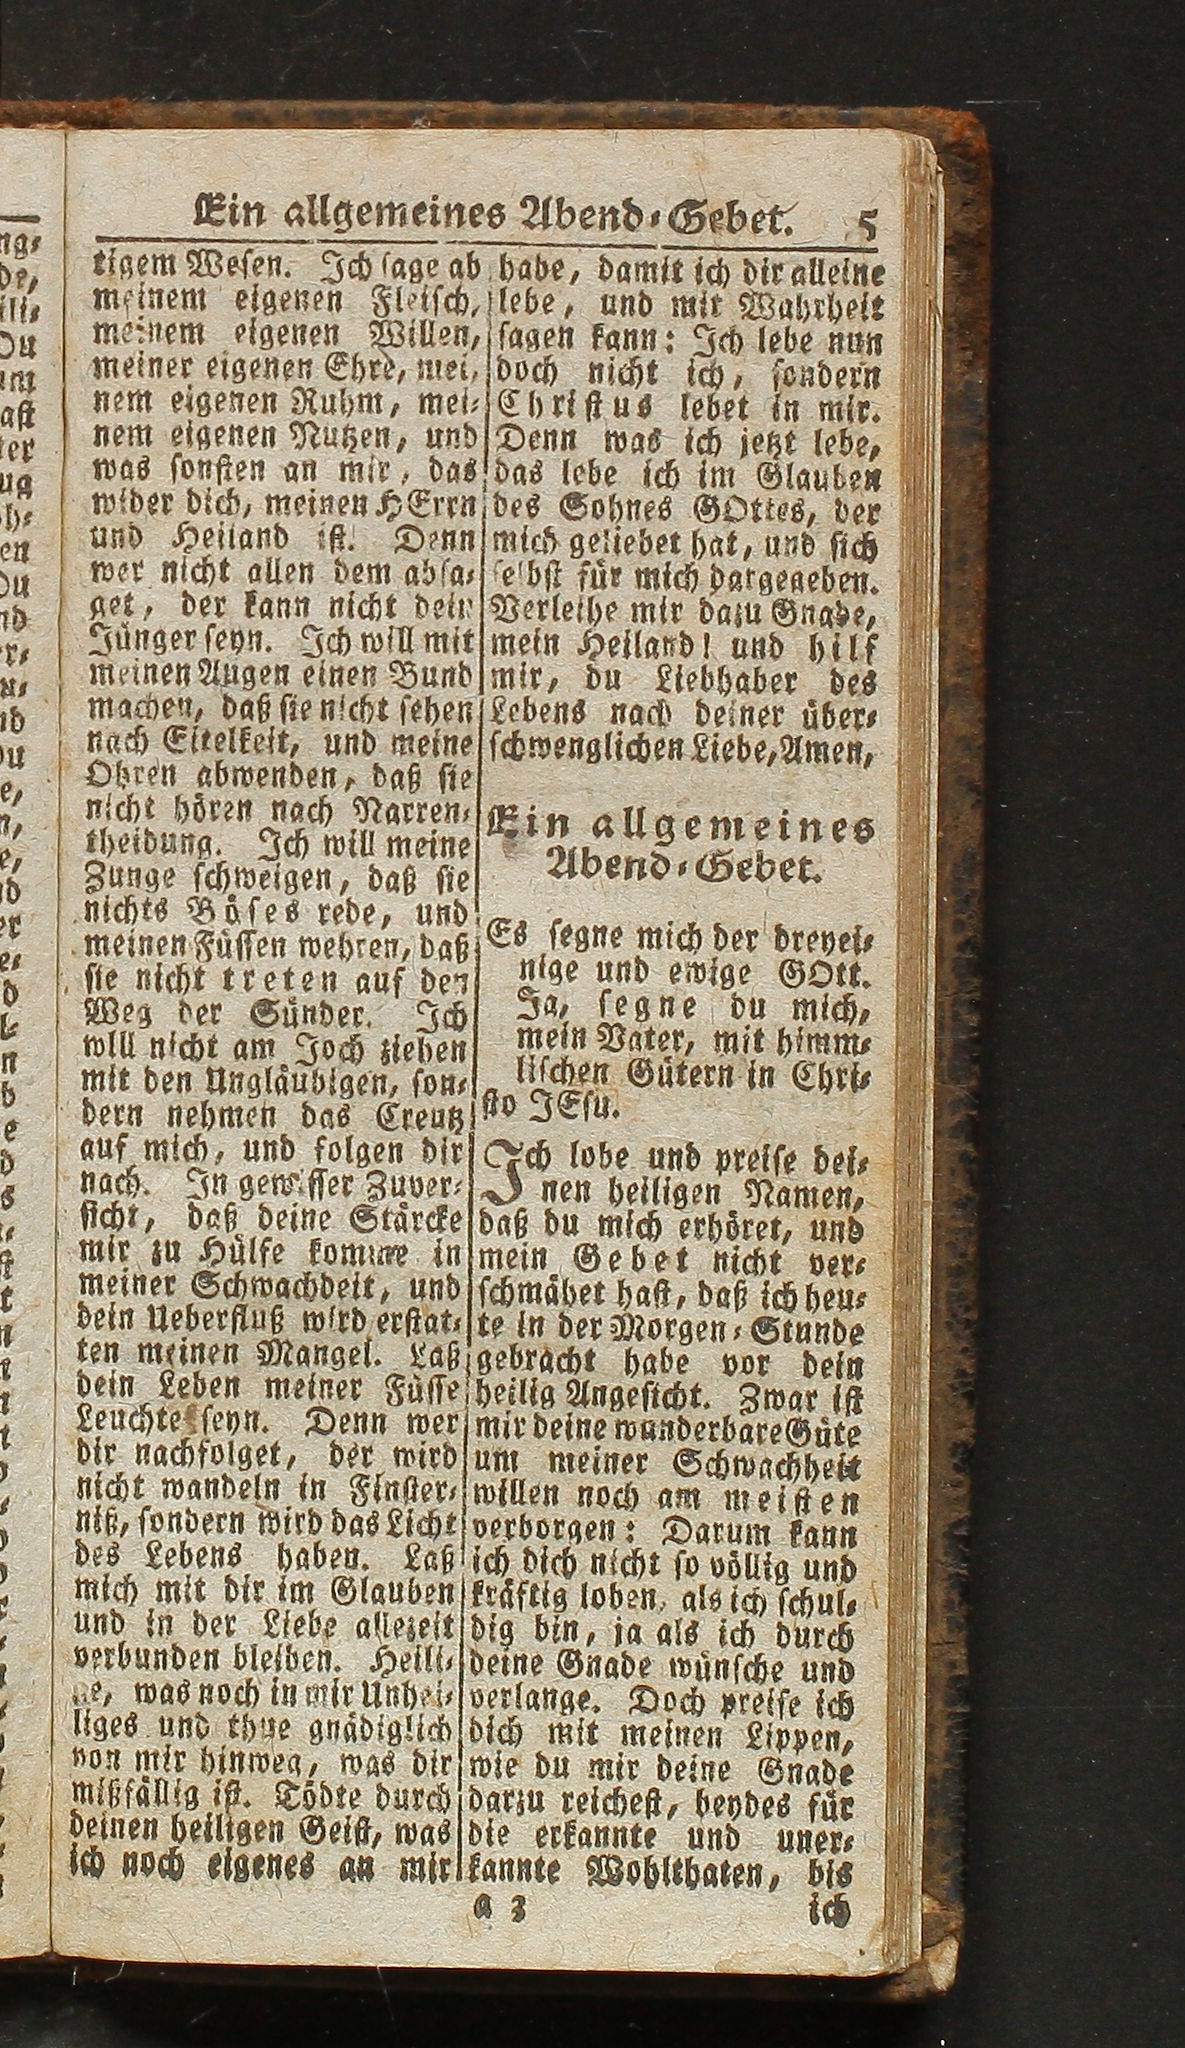 Ein allgemeines Abend-Gebet. 5
tigem Wesen. Ich sage ab
meinem eigenen Fleisch,
meinem eigenen Willen,
meiner eigenen Ehre, mei-
nem eigenen Ruhm, mei-
nem eigenen Nutzen, und
was sonsten an mir, das
wider dich, meinen HErrn
und Heiland ist. Denn
wer nicht allen dem absa-
get, der kann nicht dein
Jünger seyn. Ich will mit
meinen Augen einen Bund
machen, daß sie nicht sehen
nach Eitelkeit, und meine
Ohren abwenden, daß sie
nicht hören nach Narren-
theidung. Ich will meine
Zunge schweigen, daß sie
nichts Böses rede, und
meinen Füssen wehren, daß
sie nicht treten auf den
Weg der Sünder. Ich
will nicht am Joch ziehen
mit den Ungläubigen, son-
dern nehmen das Creutz
auf mich, und folgen dir
nach. In gewisser Zuver-
sicht, daß deine Stärcke
mir zu Hülfe komme in
meiner Schwachheit, und
dein Ueberfluß wird erstat-
ten meinen Mangel. Laß
dein Leben meiner Füsse
Leuchte seyn. Denn wer
dir nachfolget, der wird
nicht wandeln in Finster-
niß, sondern wird das Licht
des Lebens haben. Laß
mich mit dir im Glauben
und in der Liebe allezeit
verbunden bleiben. Heili-
ge, was noch in mir Unhei-
liges und thue gnädiglich
von mir hinweg, was dir
mißfällig ist. Tödte durch
deinen heiligen Geist, was
ich noch eigenes an mir
habe, damit ich dir alleine
lebe, und mit Wahrheit
sagen kann: Ich lebe nun
doch nicht ich, sondern
Christus lebet in mir.
Denn was ich jetzt lebe,
das lebe ich im Glauben
des Sohnes GOttes, der
mich geliebet hat, und sich
selbst für mich dargegeben.
Verleihe mir dazu Gnade,
mein Heiland! und hilf
mir, du Liebhaber des
Lebens nach deiner über-
schwenglichen Liebe, Amen,
Ein allgemeines
Abend-Gebet.
Es segne mich der dreyei-
nige und ewige GOtt.
Ja, segne du mich,
mein Vater, mit himm-
lischen Gütern in Chri-
sto JEsu.
Ich lobe und preise dei-
nen heiligen Namen,
daß du mich erhöret, und
mein Gebet nicht ver-
schmähet hast, daß ich heu-
te in der Morgen-Stunde
gebracht habe vor dein
heilig Angesicht. Zwar ist
mir deine wunderbare Güte
um meiner Schwachheit
willen noch am meisten
verborgen: Darum kann
ich dich nicht so völlig und
kräftig loben, als ich schul-
dig bin, ja als ich durch
deine Gnade wünsche und
verlange. Doch preise ich
dich mit meinen Lippen,
wie du mir deine Gnade
darzu reichest, beydes für
die erkannte und uner-
kannte Wohlthaten, bis
a 3 ich